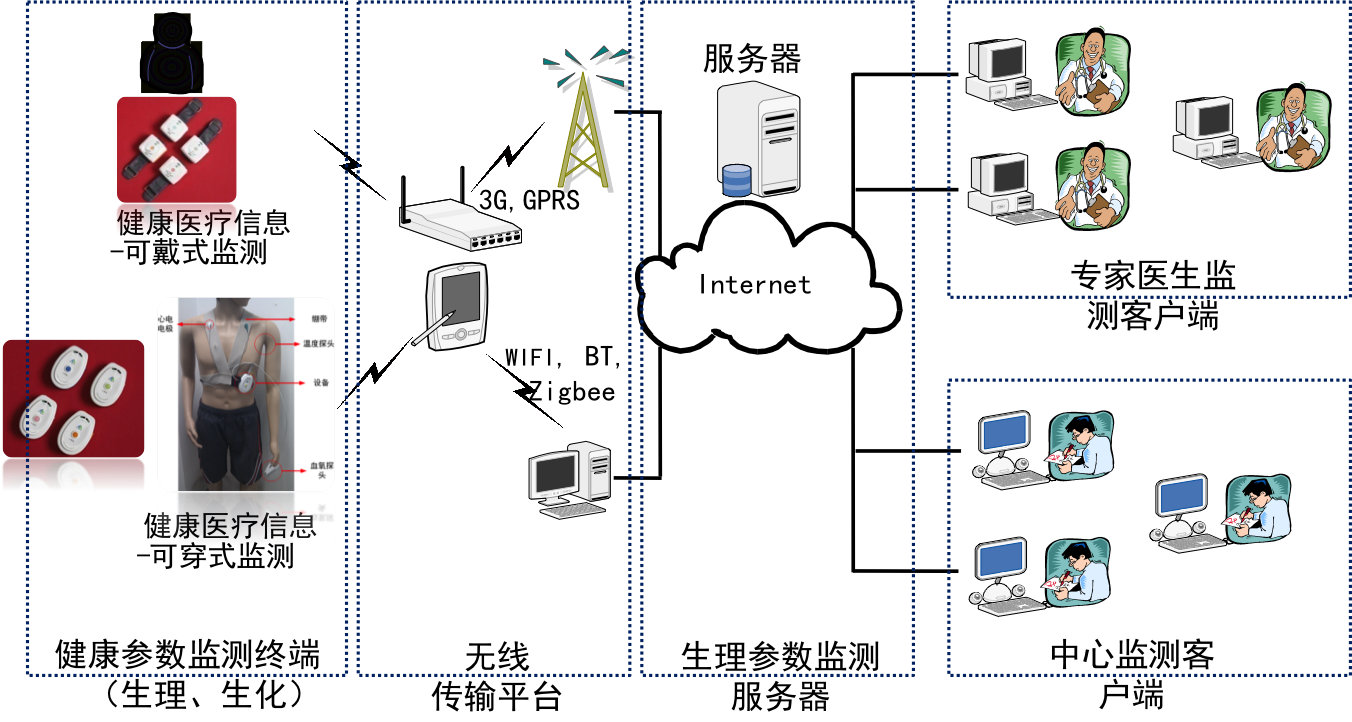 健康医疗信息
-可戴式监测
心电
电极
绷带
温度探头
设备
血氧探
头
健康医疗信息
-可穿式监测
健康参数监测终端
（生理、生化）
3G,GPRS
WIFI, BT,
Zigbee
无线
传输平台
服务器
Internet
生理参数监测
服务器
专家医生监
测客户端
中心监测客
户端